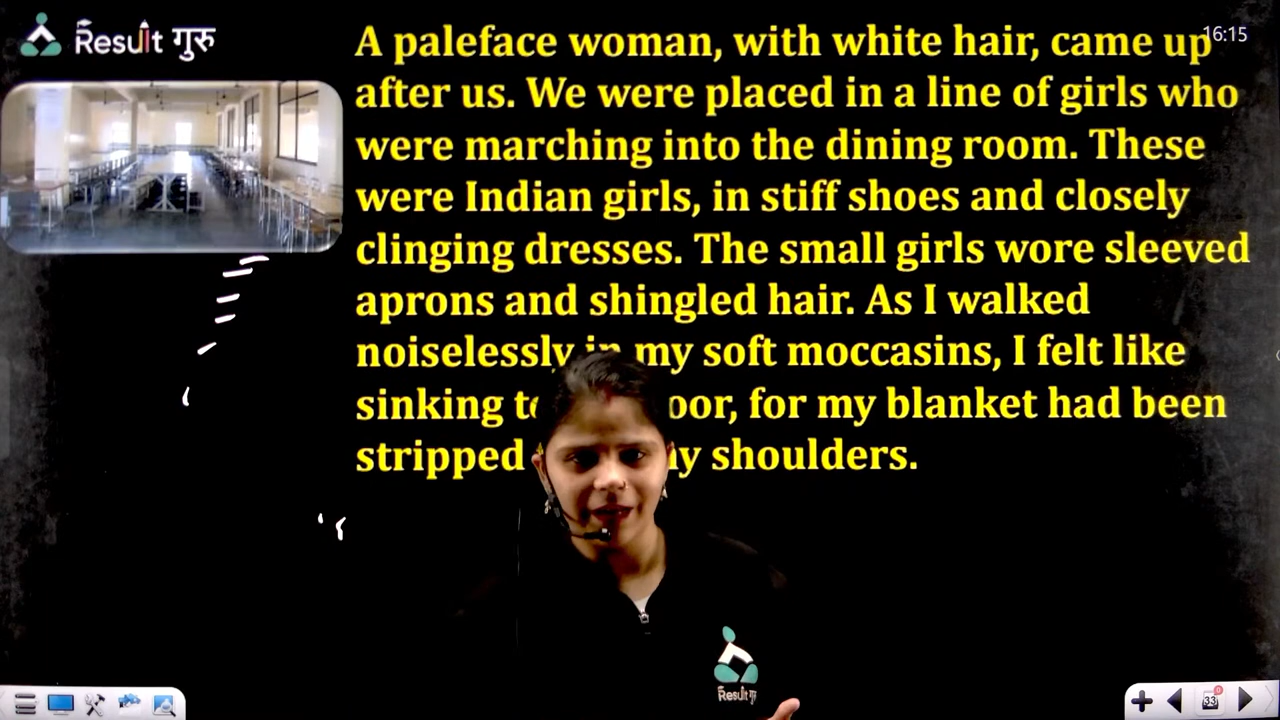 Result गुरु
16:15
A paleface woman, with white hair, came up
after us. We were placed in a line of girls who
were marching into the dining room. These
were Indian girls, in stiff shoes and closely
clinging dresses. The small girls wore sleeved
aprons and shingled hair. As I walked
noiselessly in my soft moccasins, I felt like
sinking for my blanket had been
stripped shoulders.
Result गुरु
33